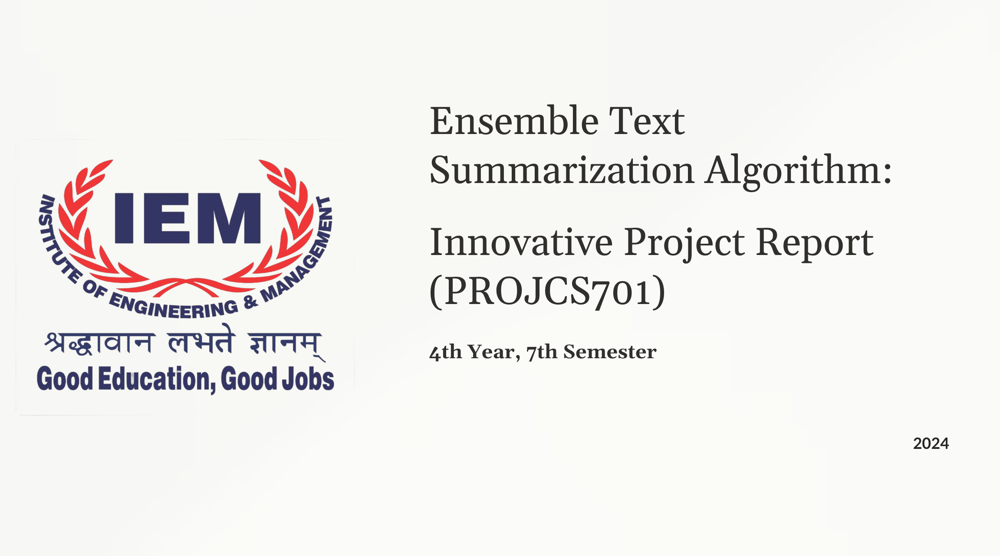 IEM
INSTITUTE OF ENGINEERING & MANAGEMENT
श्रद्धावान लभते ज्ञानम्
Good Education, Good Jobs
Ensemble Text
Summarization Algorithm:
Innovative Project Report
(PROJCS701)
4th Year, 7th Semester
2024